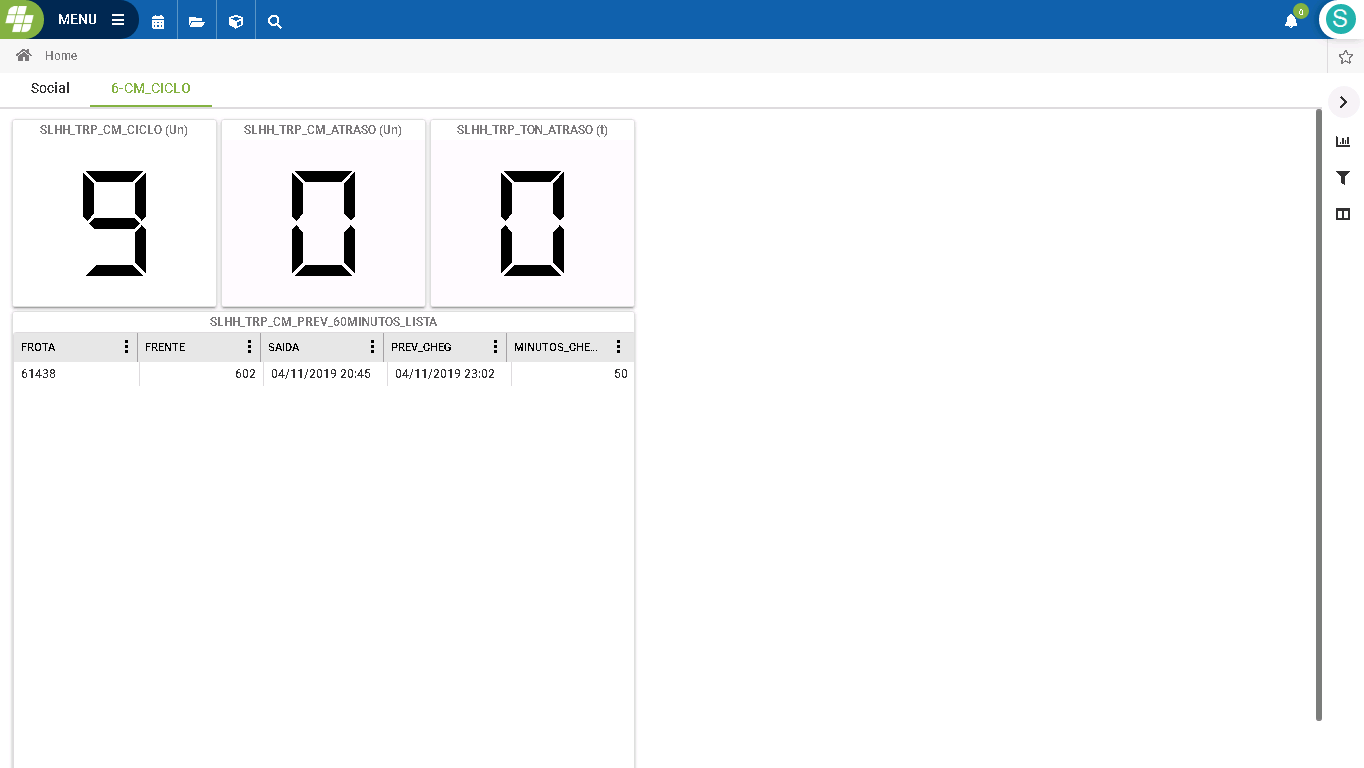 MENU
0
S
Home
Social
6-CM_CICLO
SLHH_TRP_CM_CICLO (Un)
SLHH_TRP_CM_ATRASO (Un)
SLHH_TRP_TON_ATRASO (t)
9
0
0
SLHH_TRP_CM_PREV_60MINUTOS_LISTA
FROTA FRENTE SAIDA PREV_CHEG MINUTOS_CHE...
61438 602 04/11/2019 20:45 04/11/2019 23:02 50